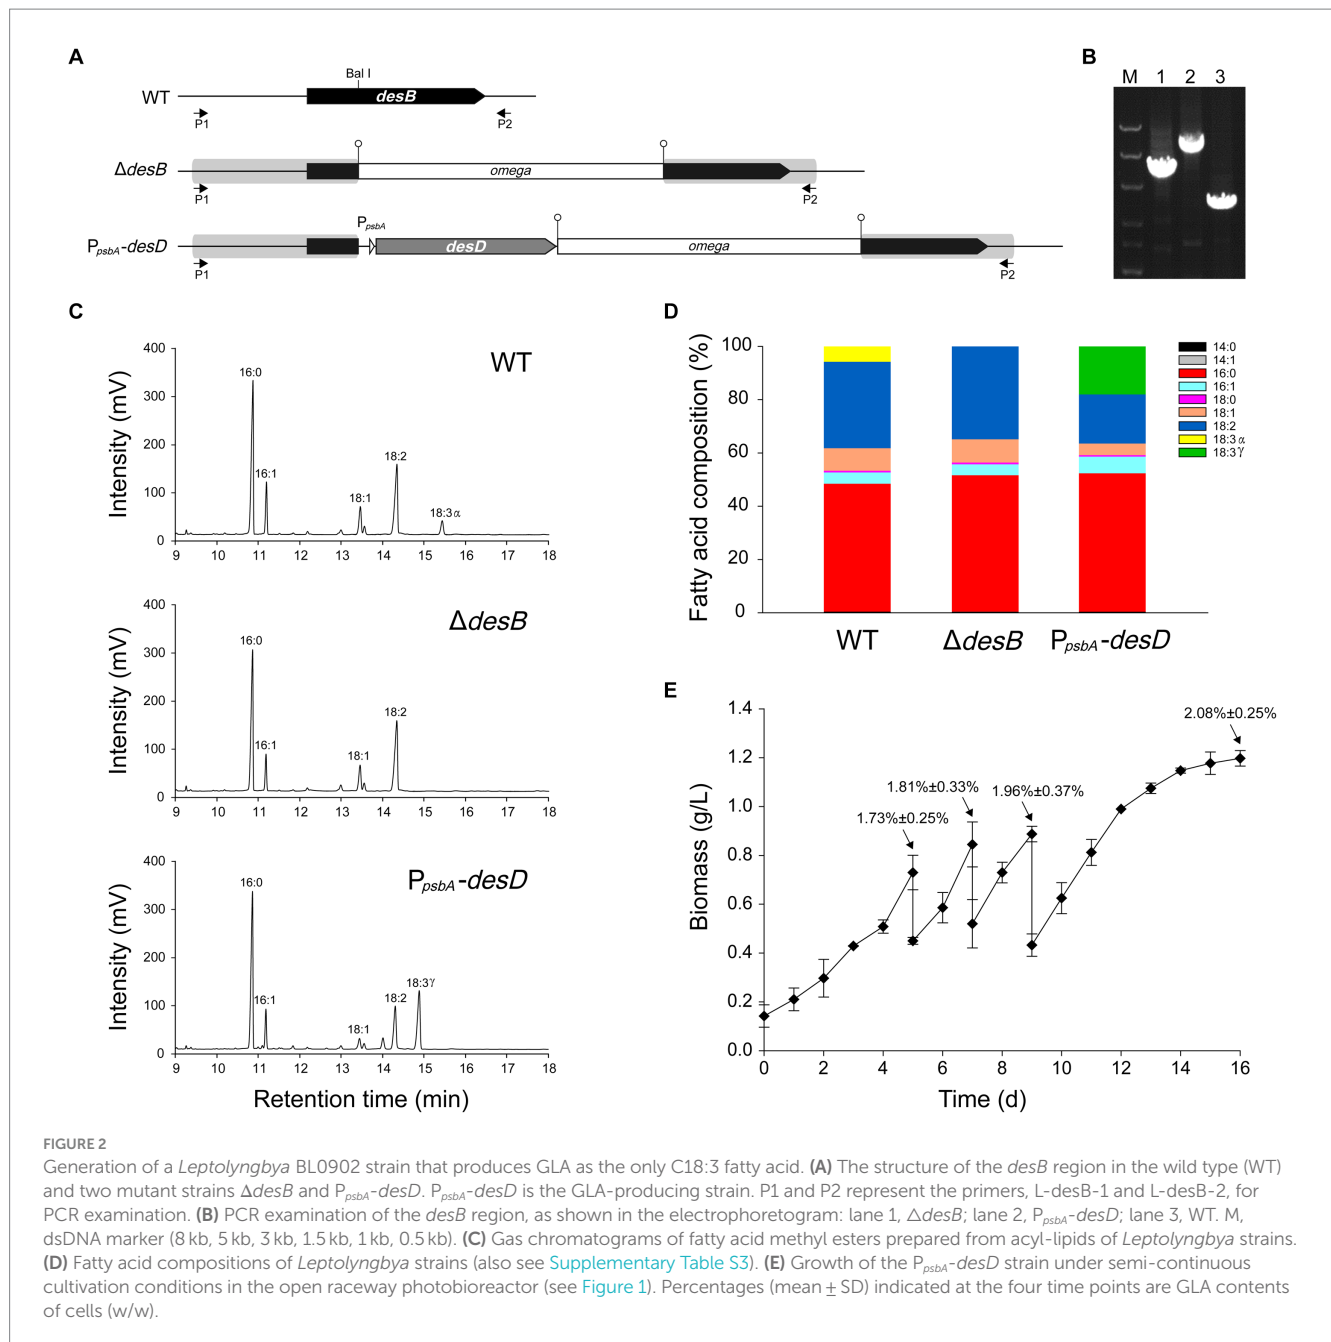 A
WT
Bal I
desB
P1
P2
ΔdesB
omega
P1
P2
PpsbA-desD
PpsbA
desD
omega
P1
P2
B
M 1 2 3
C
WT
Intensity (mV)
400
300
200
100
0
16:0
16:1
18:1
18:2
18:3α
9 10 11 12 13 14 15 16 17 18
ΔdesB
Intensity (mV)
400
300
200
100
0
16:0
16:1
18:1
18:2
9 10 11 12 13 14 15 16 17 18
PpsbA-desD
Intensity (mV)
400
300
200
100
0
16:0
16:1
18:1
18:2
18:3γ
9 10 11 12 13 14 15 16 17 18
Retention time (min)
D
Fatty acid composition (%)
100
80
60
40
20
0
WT ΔdesB PpsbA-desD
14:0
14:1
16:0
16:1
18:0
18:1
18:2
18:3α
18:3γ
E
Biomass (g/L)
1.4
1.2
1.0
0.8
0.6
0.4
0.2
0.0
1.73%±0.25%
1.81%±0.33%
1.96%±0.37%
2.08%±0.25%
0 2 4 6 8 10 12 14 16
Time (d)
FIGURE 2
Generation of a Leptolyngbya BL0902 strain that produces GLA as the only C18:3 fatty acid. (A) The structure of the desB region in the wild type (WT)
and two mutant strains ΔdesB and PpsbA-desD. PpsbA-desD is the GLA-producing strain. P1 and P2 represent the primers, L-desB-1 and L-desB-2, for
PCR examination. (B) PCR examination of the desB region, as shown in the electrophoretogram: lane 1, △desB; lane 2, PpsbA-desD; lane 3, WT. M,
dsDNA marker (8 kb, 5 kb, 3 kb, 1.5 kb, 1 kb, 0.5 kb). (C) Gas chromatograms of fatty acid methyl esters prepared from acyl-lipids of Leptolyngbya strains.
(D) Fatty acid compositions of Leptolyngbya strains (also see Supplementary Table S3). (E) Growth of the PpsbA-desD strain under semi-continuous
cultivation conditions in the open raceway photobioreactor (see Figure 1). Percentages (mean ± SD) indicated at the four time points are GLA contents
of cells (w/w).